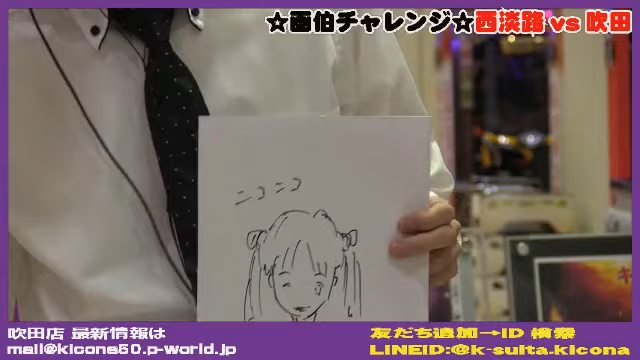 ☆画伯チャレンジ☆西淡路 vs 吹田
ニコニコ
吹田店 最新情報は
mail@kicona50.p-world.jp
友だち追加→ID 検索
LINEID:@k-suita.kicona